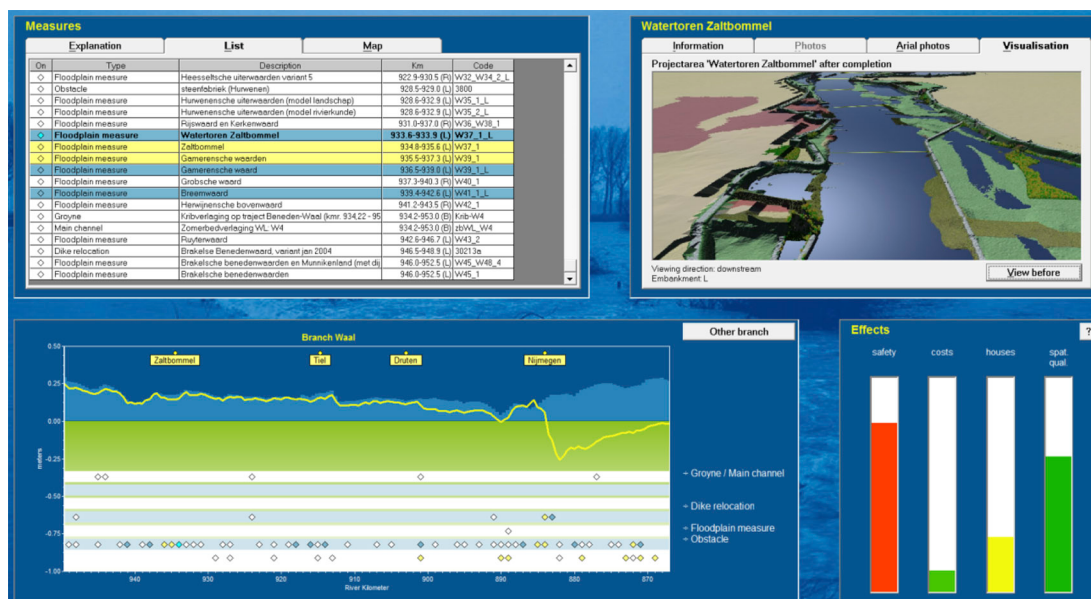 Measures
Explanation List Map
On Type Description Km Code
Floodplain measure Heesseltsche uiterwaarden variant 5 922.9-930.5 (R) W32_W34_2_L
Obstacle steenfabriek (Hurwenen) 928.5-929.0 (L) 3800
Floodplain measure Hurwenensche uiterwaarden (model landschap) 928.6-932.9 (L) W35_1_L
Floodplain measure Hurwenensche uiterwaarden (model rivierkunde) 928.6-932.9 (L) W35_2_L
Floodplain measure Rijswaard en Kerkenwaard 931.0-937.0 (R) W36_W38_1
Floodplain measure Watertoren Zaltbommel 933.6-933.9 (L) W37_1_L
Floodplain measure Zaltbommel 934.8-935.6 (L) W37_1
Floodplain measure Gamerensche waarden 935.5-937.3 (L) W39_1
Floodplain measure Gamerensche waard 936.5-939.0 (L) W39_1_L
Floodplain measure Grobsche waard 937.3-940.3 (R) W40_1
Floodplain measure Breemwaard 939.4-942.6 (L) W41_1_L
Floodplain measure Herwijnensche bovenwaard 941.2-943.5 (R) W42_1
Groyne Kribverlaging op traject Beneden-Waal (kmr. 934,22 - 95 934.2-953.0 (B) Krib-W4
Main channel Zomerbedverlaging WL: W4 934.2-953.0 (B) zbWL_W4
Floodplain measure Ruyterwaard 942.6-946.7 (L) W43_2
Dike relocation Brakelse Benedenwaard, variant jan 2004 946.5-948.9 (L) 30213a
Floodplain measure Brakelsche benedenwaarden en Munnikenland (met dij 946.0-952.5 (L) W45_W48_4
Floodplain measure Brakelsche benedenwaarden 946.0-952.5 (L) W45_1
Watertoren Zaltbommel
Information Photos Arial photos Visualisation
Projectarea 'Watertoren Zaltbommel' after completion
Viewing direction: downstream
Embankment: L
View before
Branch Waal
Other branch
Zaltbommel Tiel Druten Nijmegen
0.50
0.25
0.00
-0.25
-0.50
-0.75
-1.00
meters
940 930 920 910 900 890 880 870
River Kilometer
Groyne / Main channel
Dike relocation
Floodplain measure
Obstacle
Effects
?
safety costs houses spat.
qual.